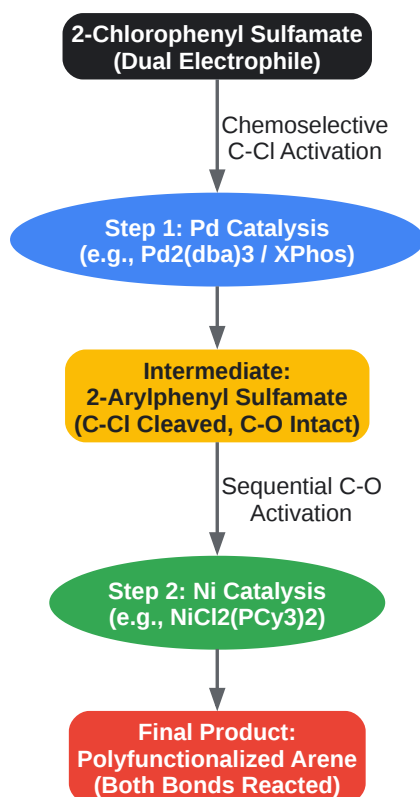 2-Chlorophenyl Sulfamate
(Dual Electrophile)
Chemoselective
C-Cl Activation
Step 1: Pd Catalysis
(e.g., Pd2(dba)3 / XPhos)
Intermediate:
2-Arylphenyl Sulfamate
(C-Cl Cleaved, C-O Intact)
Sequential C-O
Activation
Step 2: Ni Catalysis
(e.g., NiCl2(PCy3)2)
Final Product:
Polyfunctionalized Arene
(Both Bonds Reacted)